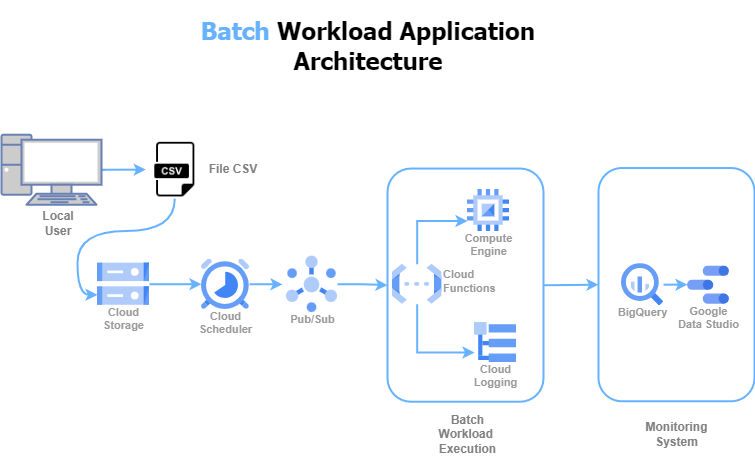 Batch Workload Application
Architecture
CSV
File CSV
Local
User
Cloud
Storage
Cloud
Scheduler
Pub/Sub
Compute
Engine
Cloud
Functions
Cloud
Logging
Batch
Workload
Execution
BigQuery
Google
Data Studio
Monitoring
System